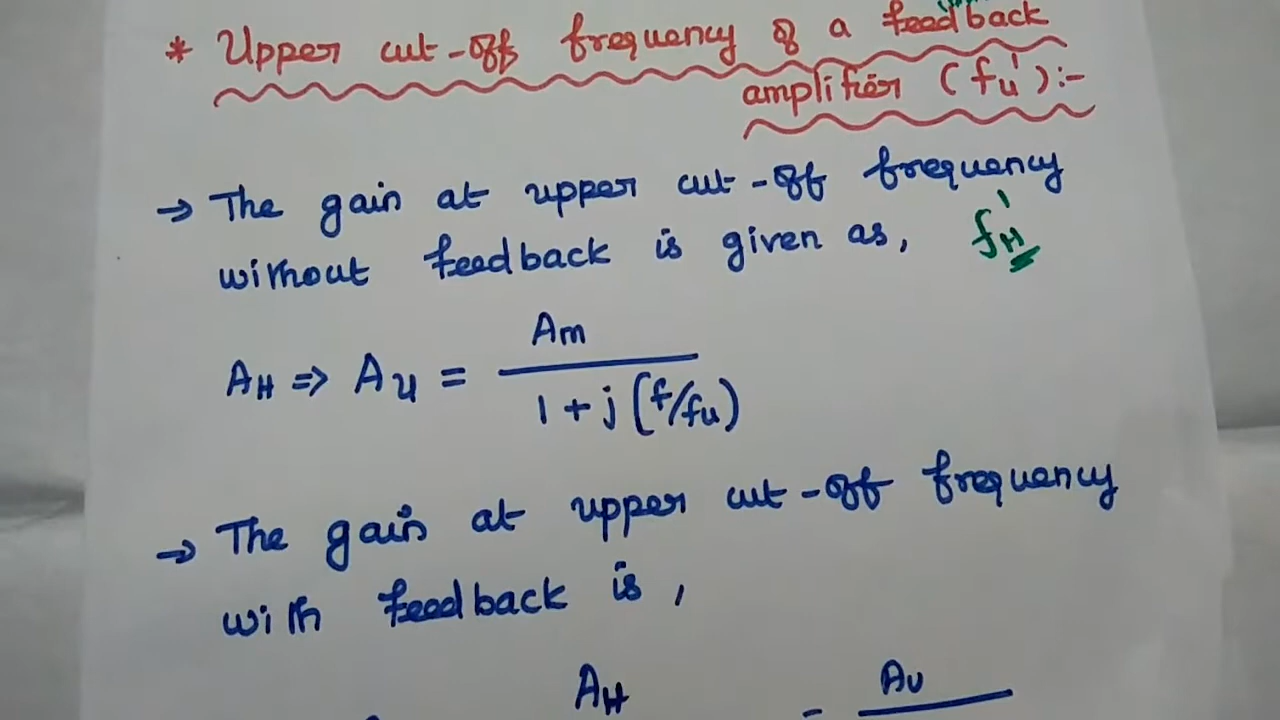 * Upper cut-off frequency of a feedback
amplifier (fu'):-
→ The gain at upper cut-off frequency
without feedback is given as, fH'
AH => Au = Am / 1 + j (f/fu)
→ The gain at upper cut-off frequency
with feedback is,
AH = Au